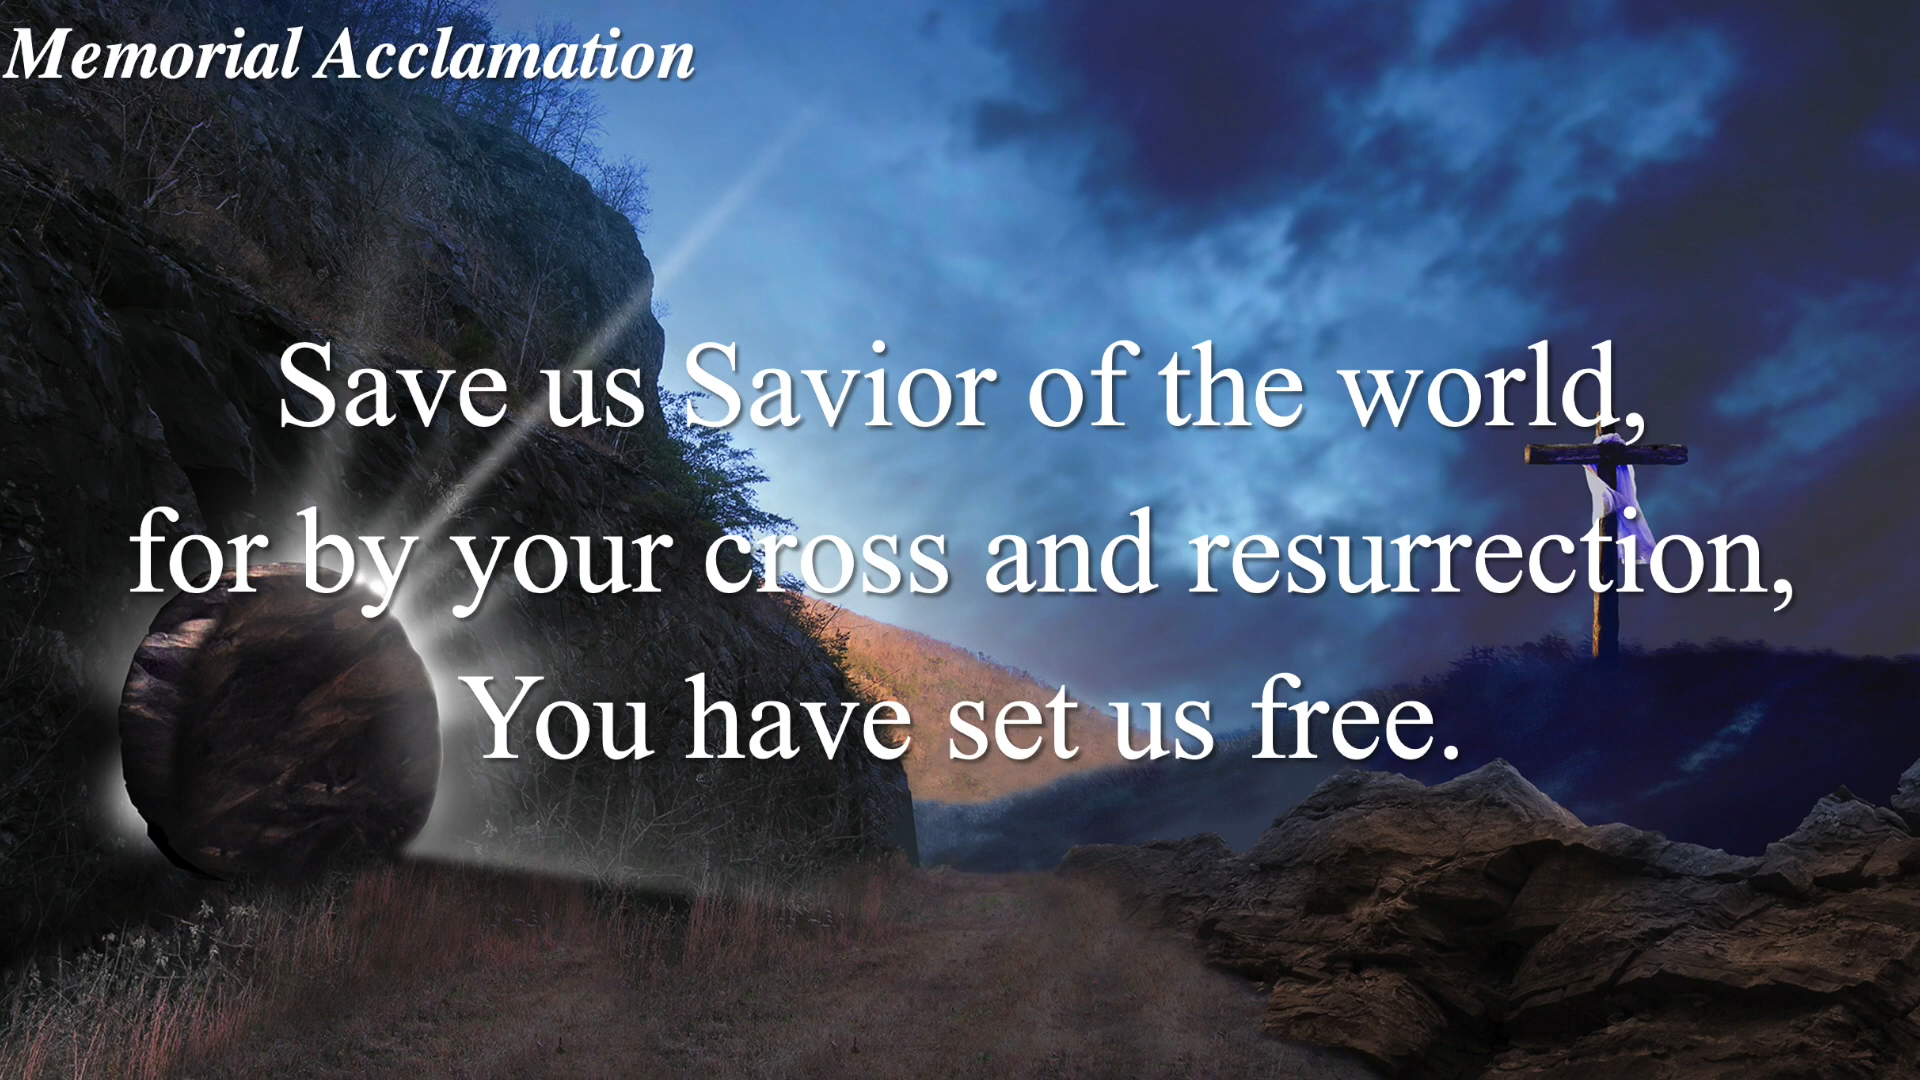 Memorial Acclamation
Save us Savior of the world,
for by your cross and resurrection,
You have set us free.